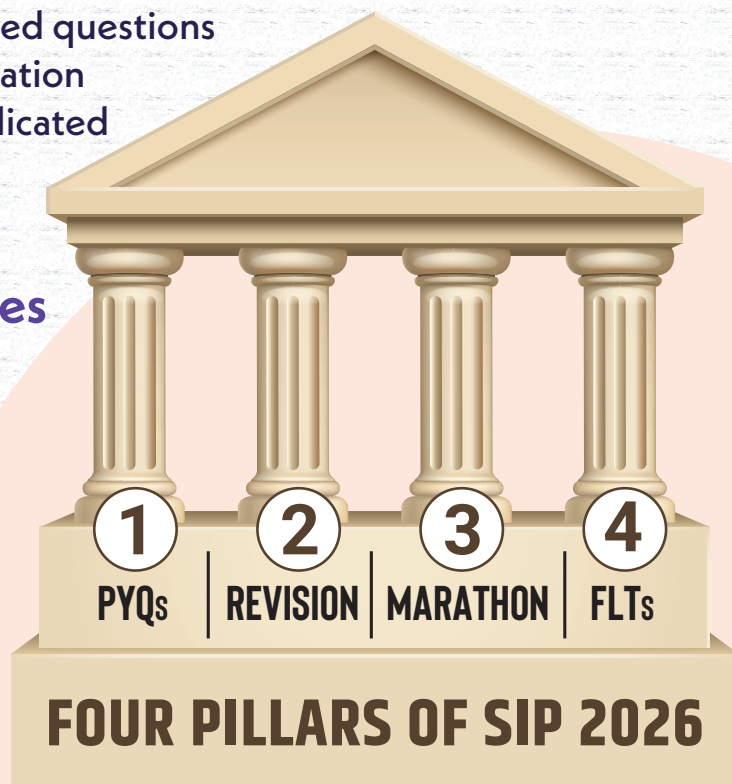 ed questions
ation
licated
es
1 2 3 4
PYQs REVISION MARATHON FLTs
FOUR PILLARS OF SIP 2026